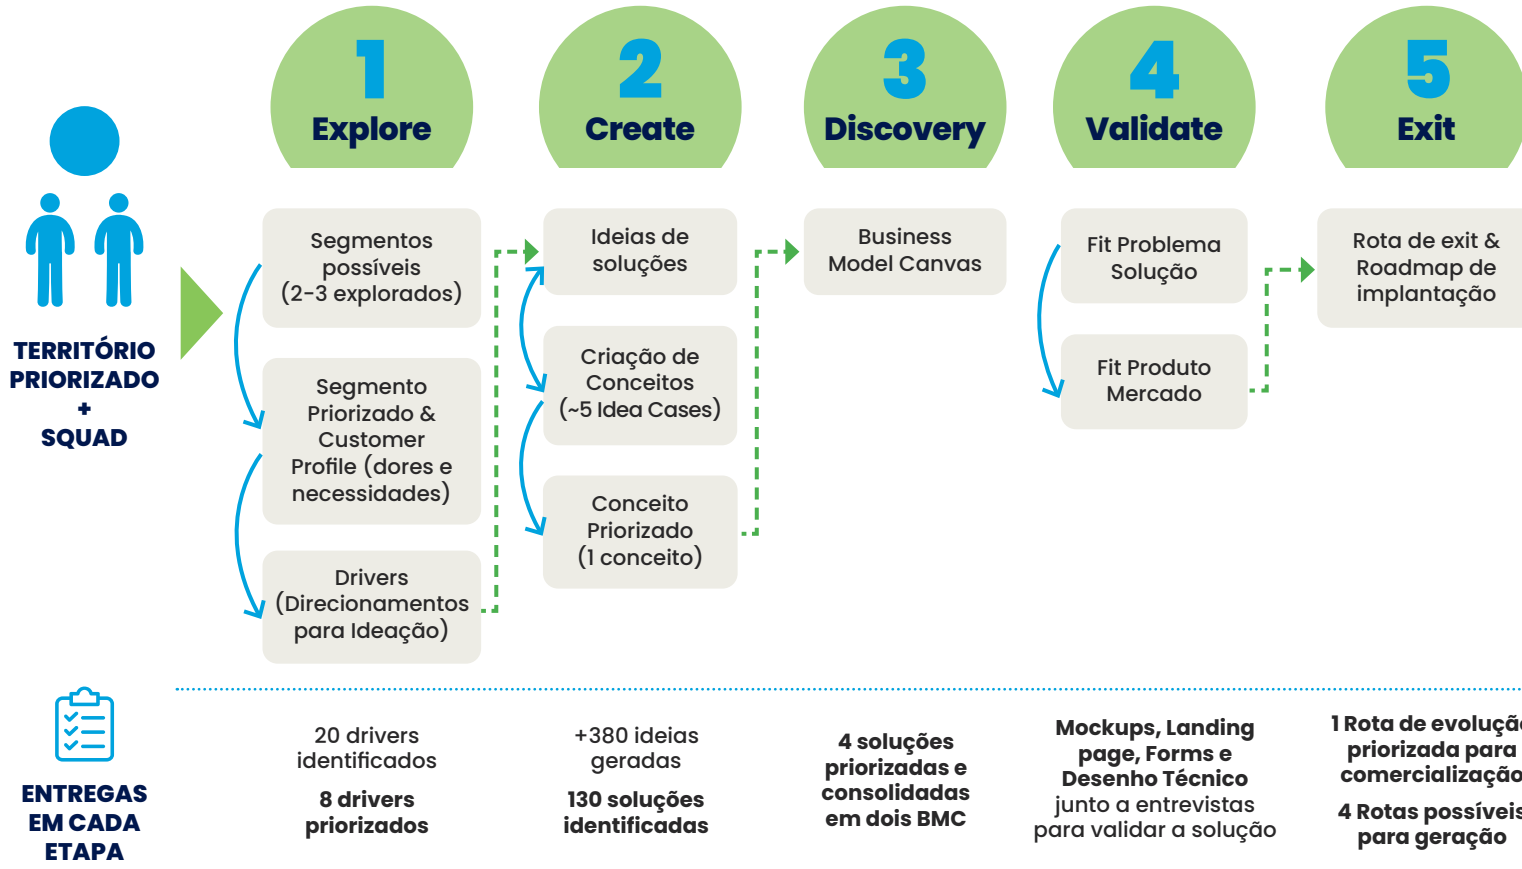 1
Explore
2
Create
3
Discovery
4
Validate
5
Exit
TERRITÓRIO
PRIORIZADO
+
SQUAD
Segmentos
possíveis
(2-3 explorados)
Segmento
Priorizado &
Customer
Profile (dores e
necessidades)
Drivers
(Direcionamentos
para Ideação)
Ideias de
soluções
Criação de
Conceitos
(~5 Idea Cases)
Conceito
Priorizado
(1 conceito)
Business
Model Canvas
Fit Problema
Solução
Fit Produto
Mercado
Rota de exit &
Roadmap de
implantação
ENTREGAS
EM CADA
ETAPA
20 drivers
identificados
8 drivers
priorizados
+380 ideias
geradas
130 soluções
identificadas
4 soluções
priorizadas e
consolidadas
em dois BMC
Mockups, Landing
page, Forms e
Desenho Técnico
junto a entrevistas
para validar a solução
1 Rota de evolução
priorizada para
comercialização
4 Rotas possíveis
para geração